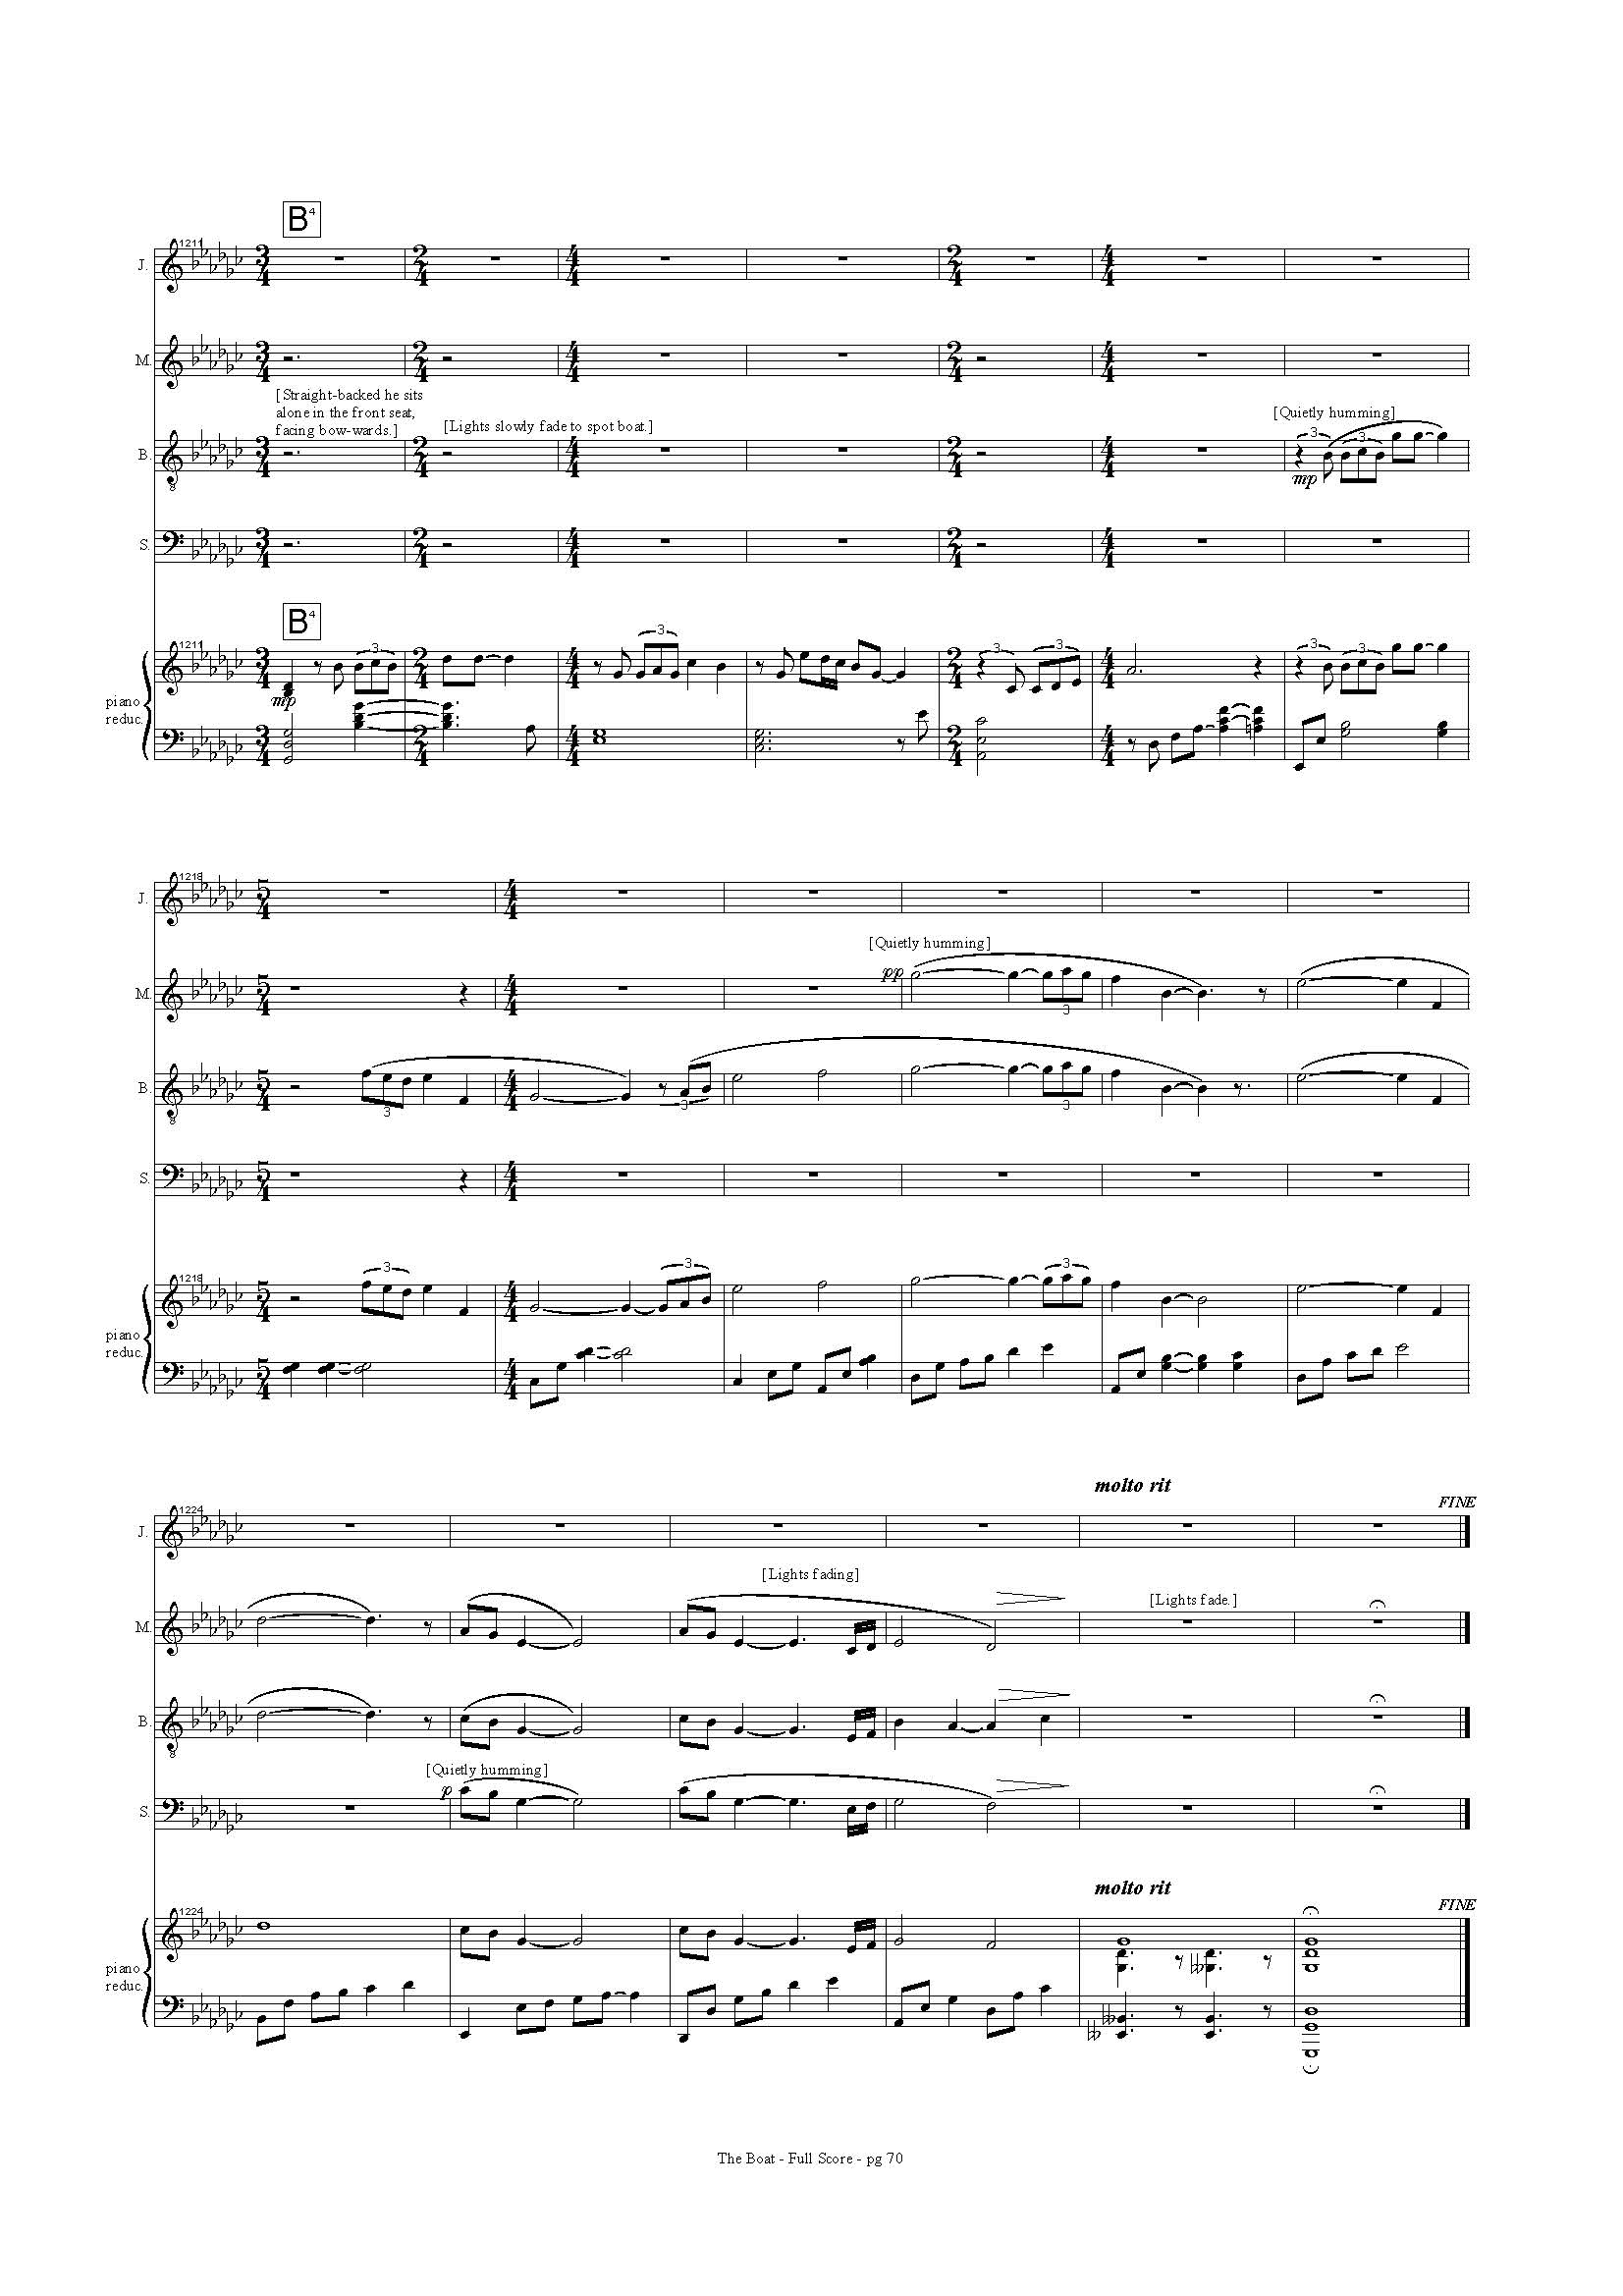 B4
1211
J.
M.
[Straight-backed he sits
alone in the front seat,
facing bow-wards.]
[Lights slowly fade to spot boat.]
[Quietly humming]
B.
mp
S.
B4
1211
piano
reduc.
mp
1218
J.
[Quietly humming]
M.
pp
B.
S.
1218
piano
reduc.
molto rit
FINE
1224
J.
[Lights fading]
[Lights fade.]
M.
B.
[Quietly humming]
p
S.
molto rit
FINE
1224
piano
reduc.
The Boat - Full Score - pg 70